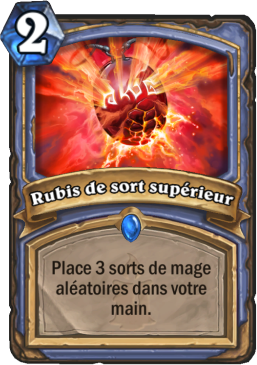 2
Rubis de sort supérieur
Place 3 sorts de mage
aléatoires dans votre
main.